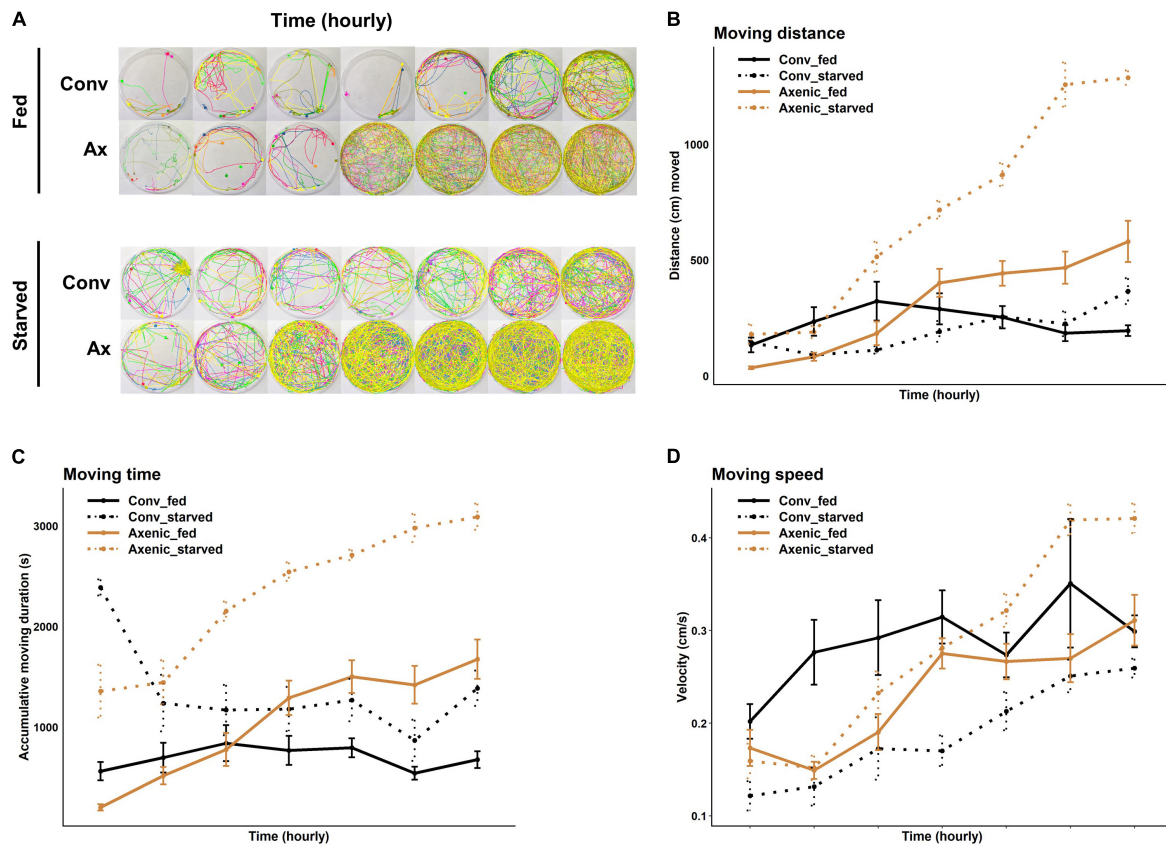 A
Time (hourly)
Fed
Conv
Ax
Starved
Conv
Ax
B
Moving distance
Conv_fed
Conv_starved
Axenic_fed
Axenic_starved
Distance (cm) moved
1000
500
0
Time (hourly)
C
Moving time
Conv_fed
Conv_starved
Axenic_fed
Axenic_starved
Accumulative moving duration (s)
3000
2000
1000
Time (hourly)
D
Moving speed
Conv_fed
Conv_starved
Axenic_fed
Axenic_starved
Velocity (cm/s)
0.4
0.3
0.2
0.1
Time (hourly)